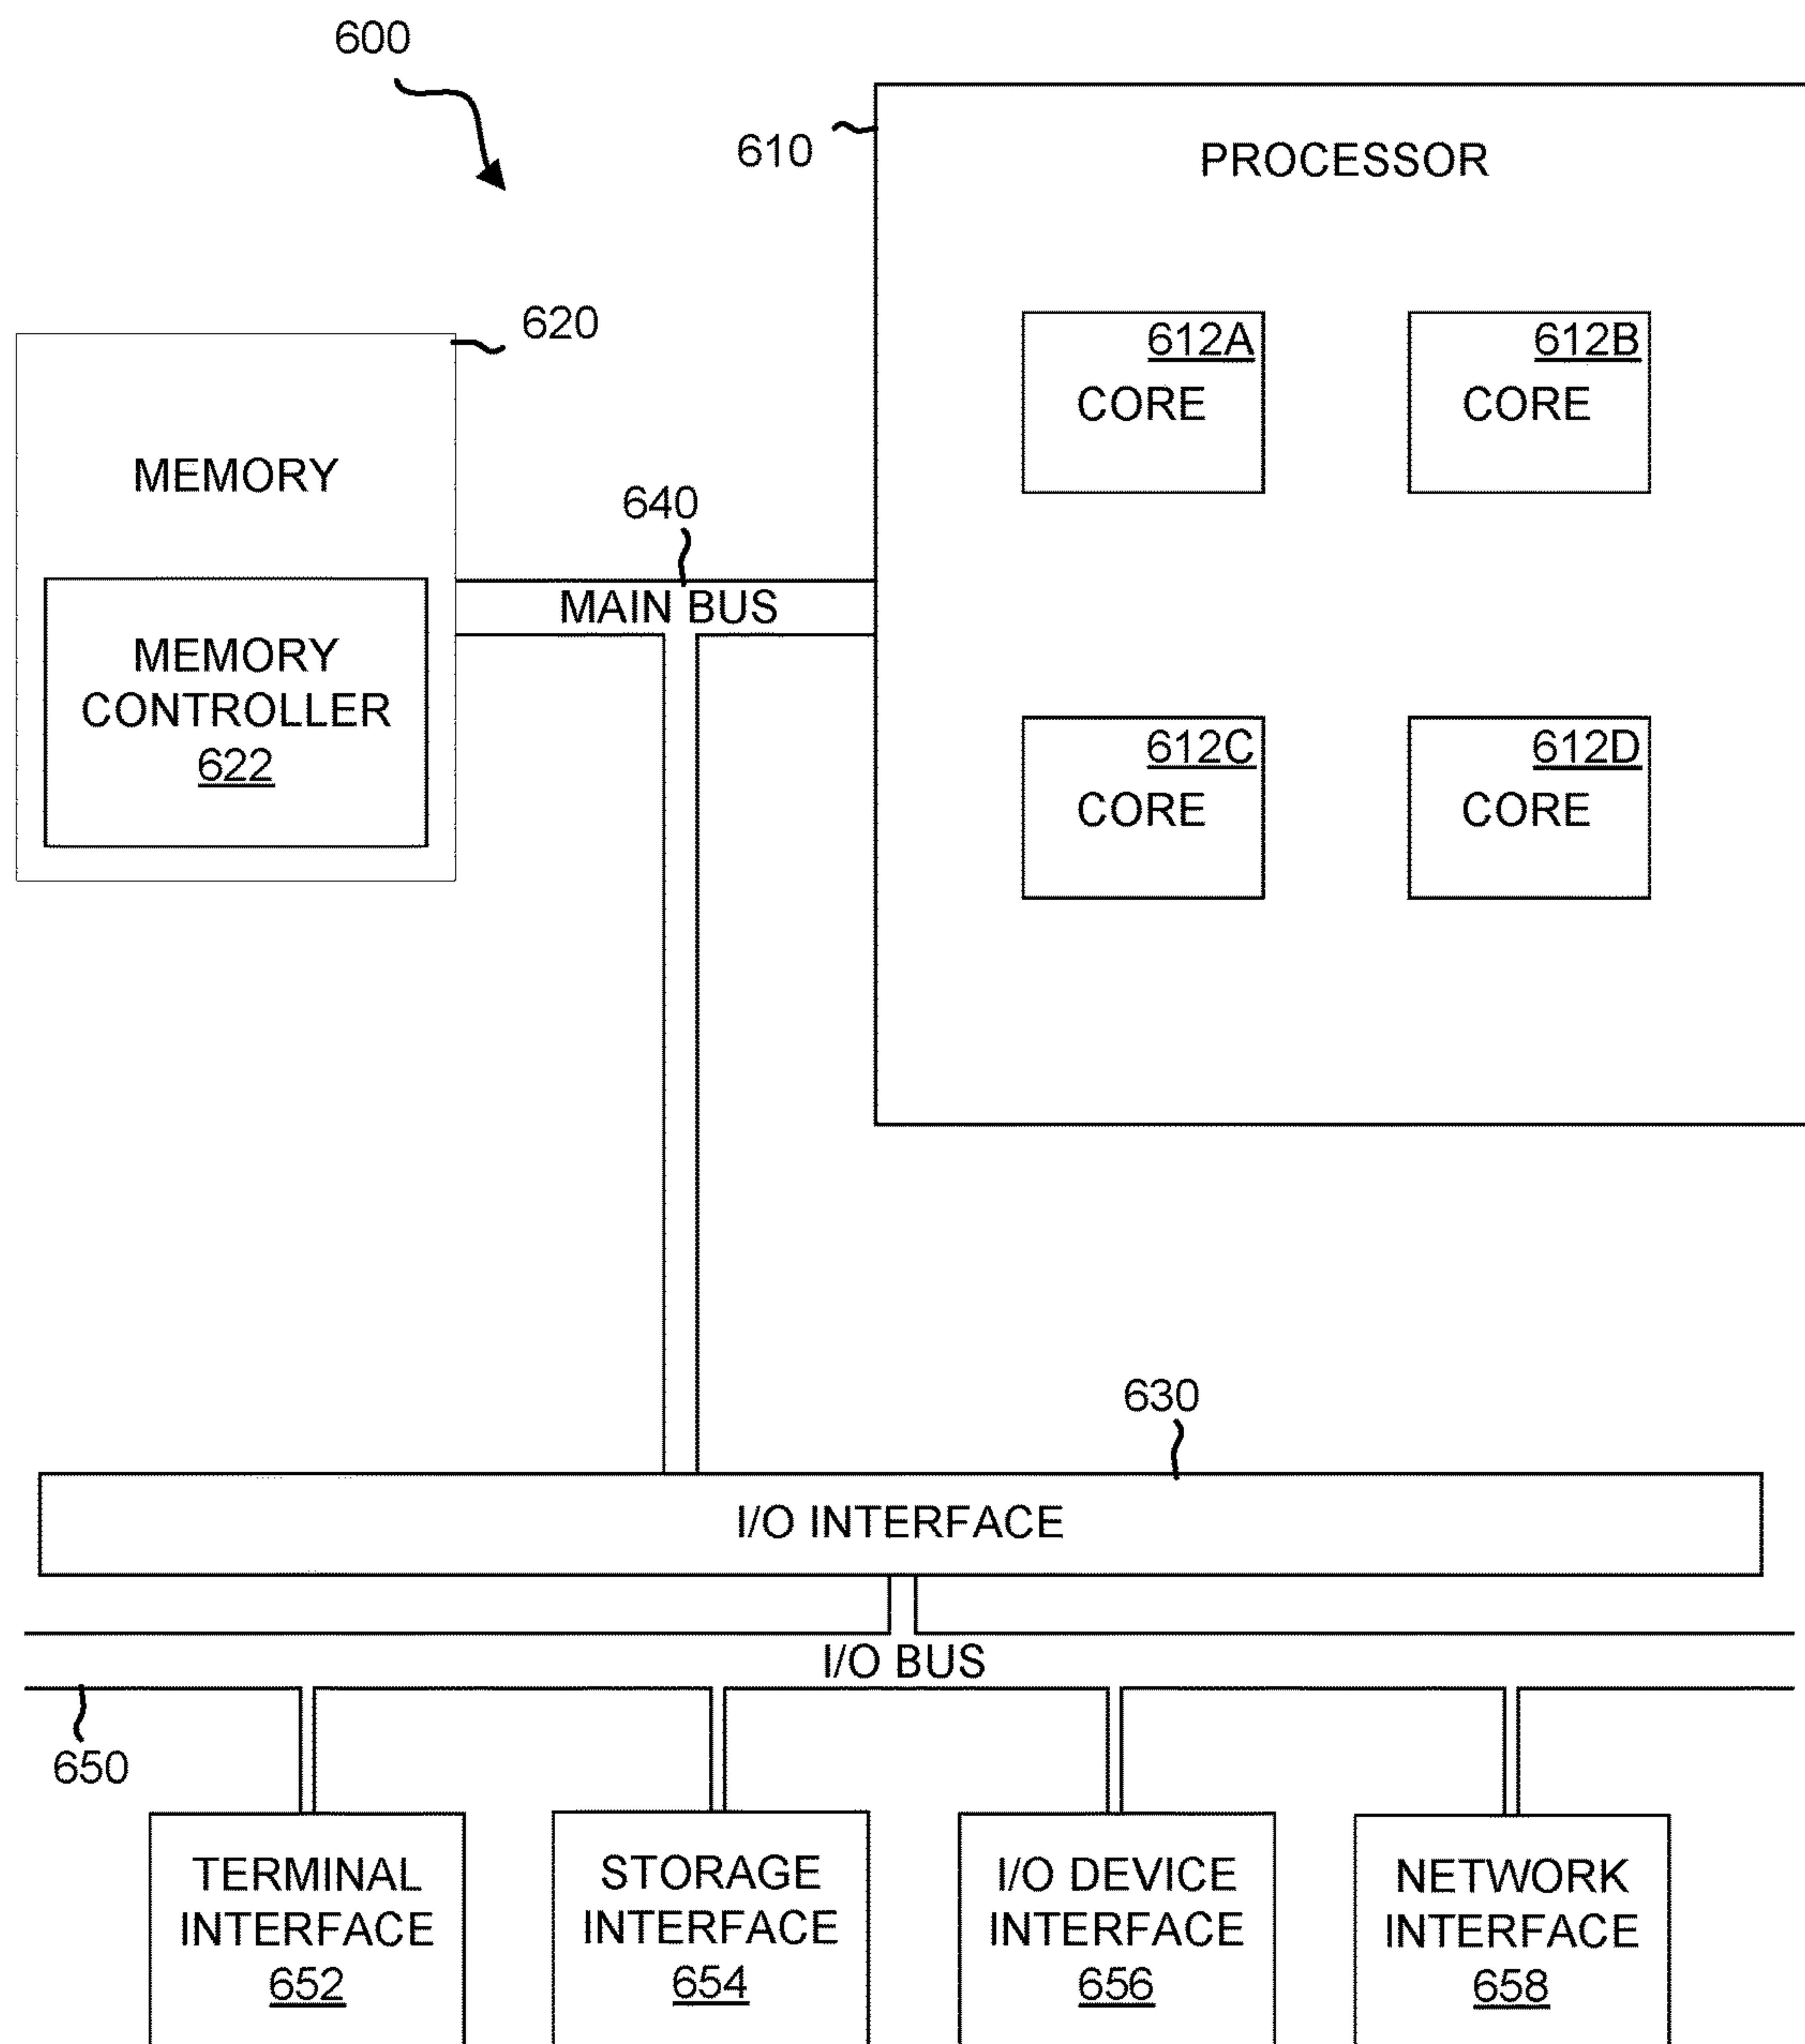 600
610
PROCESSOR
620
612A
CORE
612B
CORE
MEMORY
640
MAIN BUS
MEMORY
CONTROLLER
622
612C
CORE
612D
CORE
630
I/O INTERFACE
I/O BUS
650
TERMINAL
INTERFACE
652
STORAGE
INTERFACE
654
I/O DEVICE
INTERFACE
656
NETWORK
INTERFACE
658